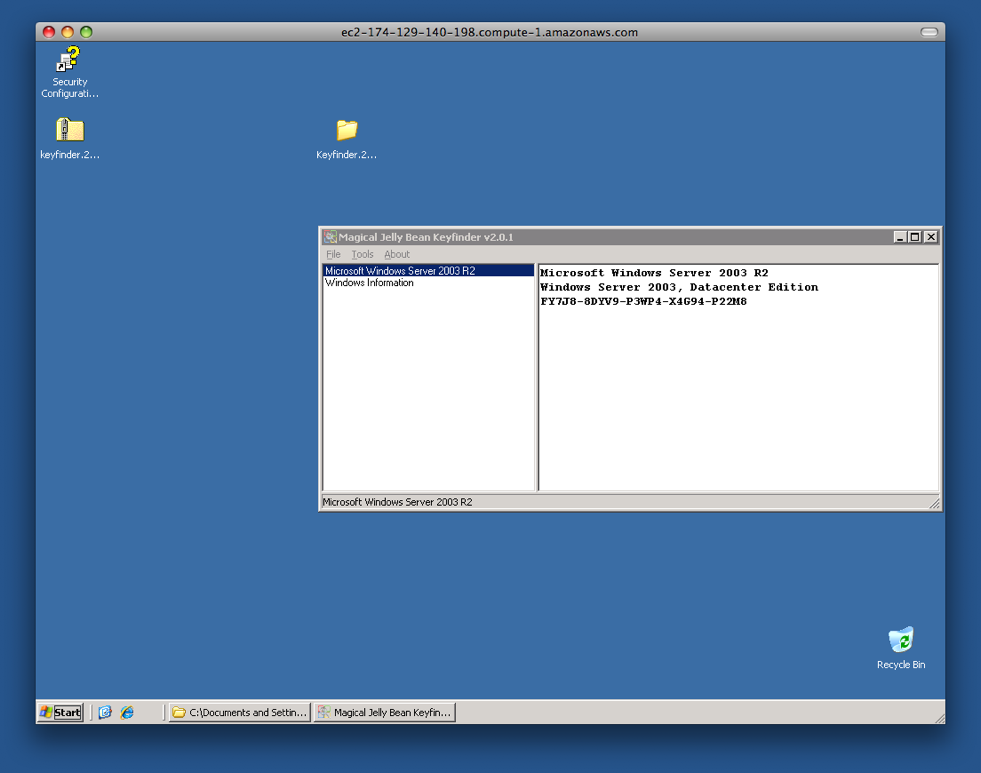 ec2-174-129-140-198.compute-1.amazonaws.com
Security
Configurati...
keyfinder.2...
Keyfinder.2...
Magical Jelly Bean Keyfinder v2.0.1
File Tools About
Microsoft Windows Server 2003 R2
Windows Information
Microsoft Windows Server 2003 R2
Windows Server 2003, Datacenter Edition
FY7J8-8DYV9-P3WP4-X4G94-P22M8
Microsoft Windows Server 2003 R2
Recycle Bin
Start
C:\Documents and Settin...
Magical Jelly Bean Keyfin...